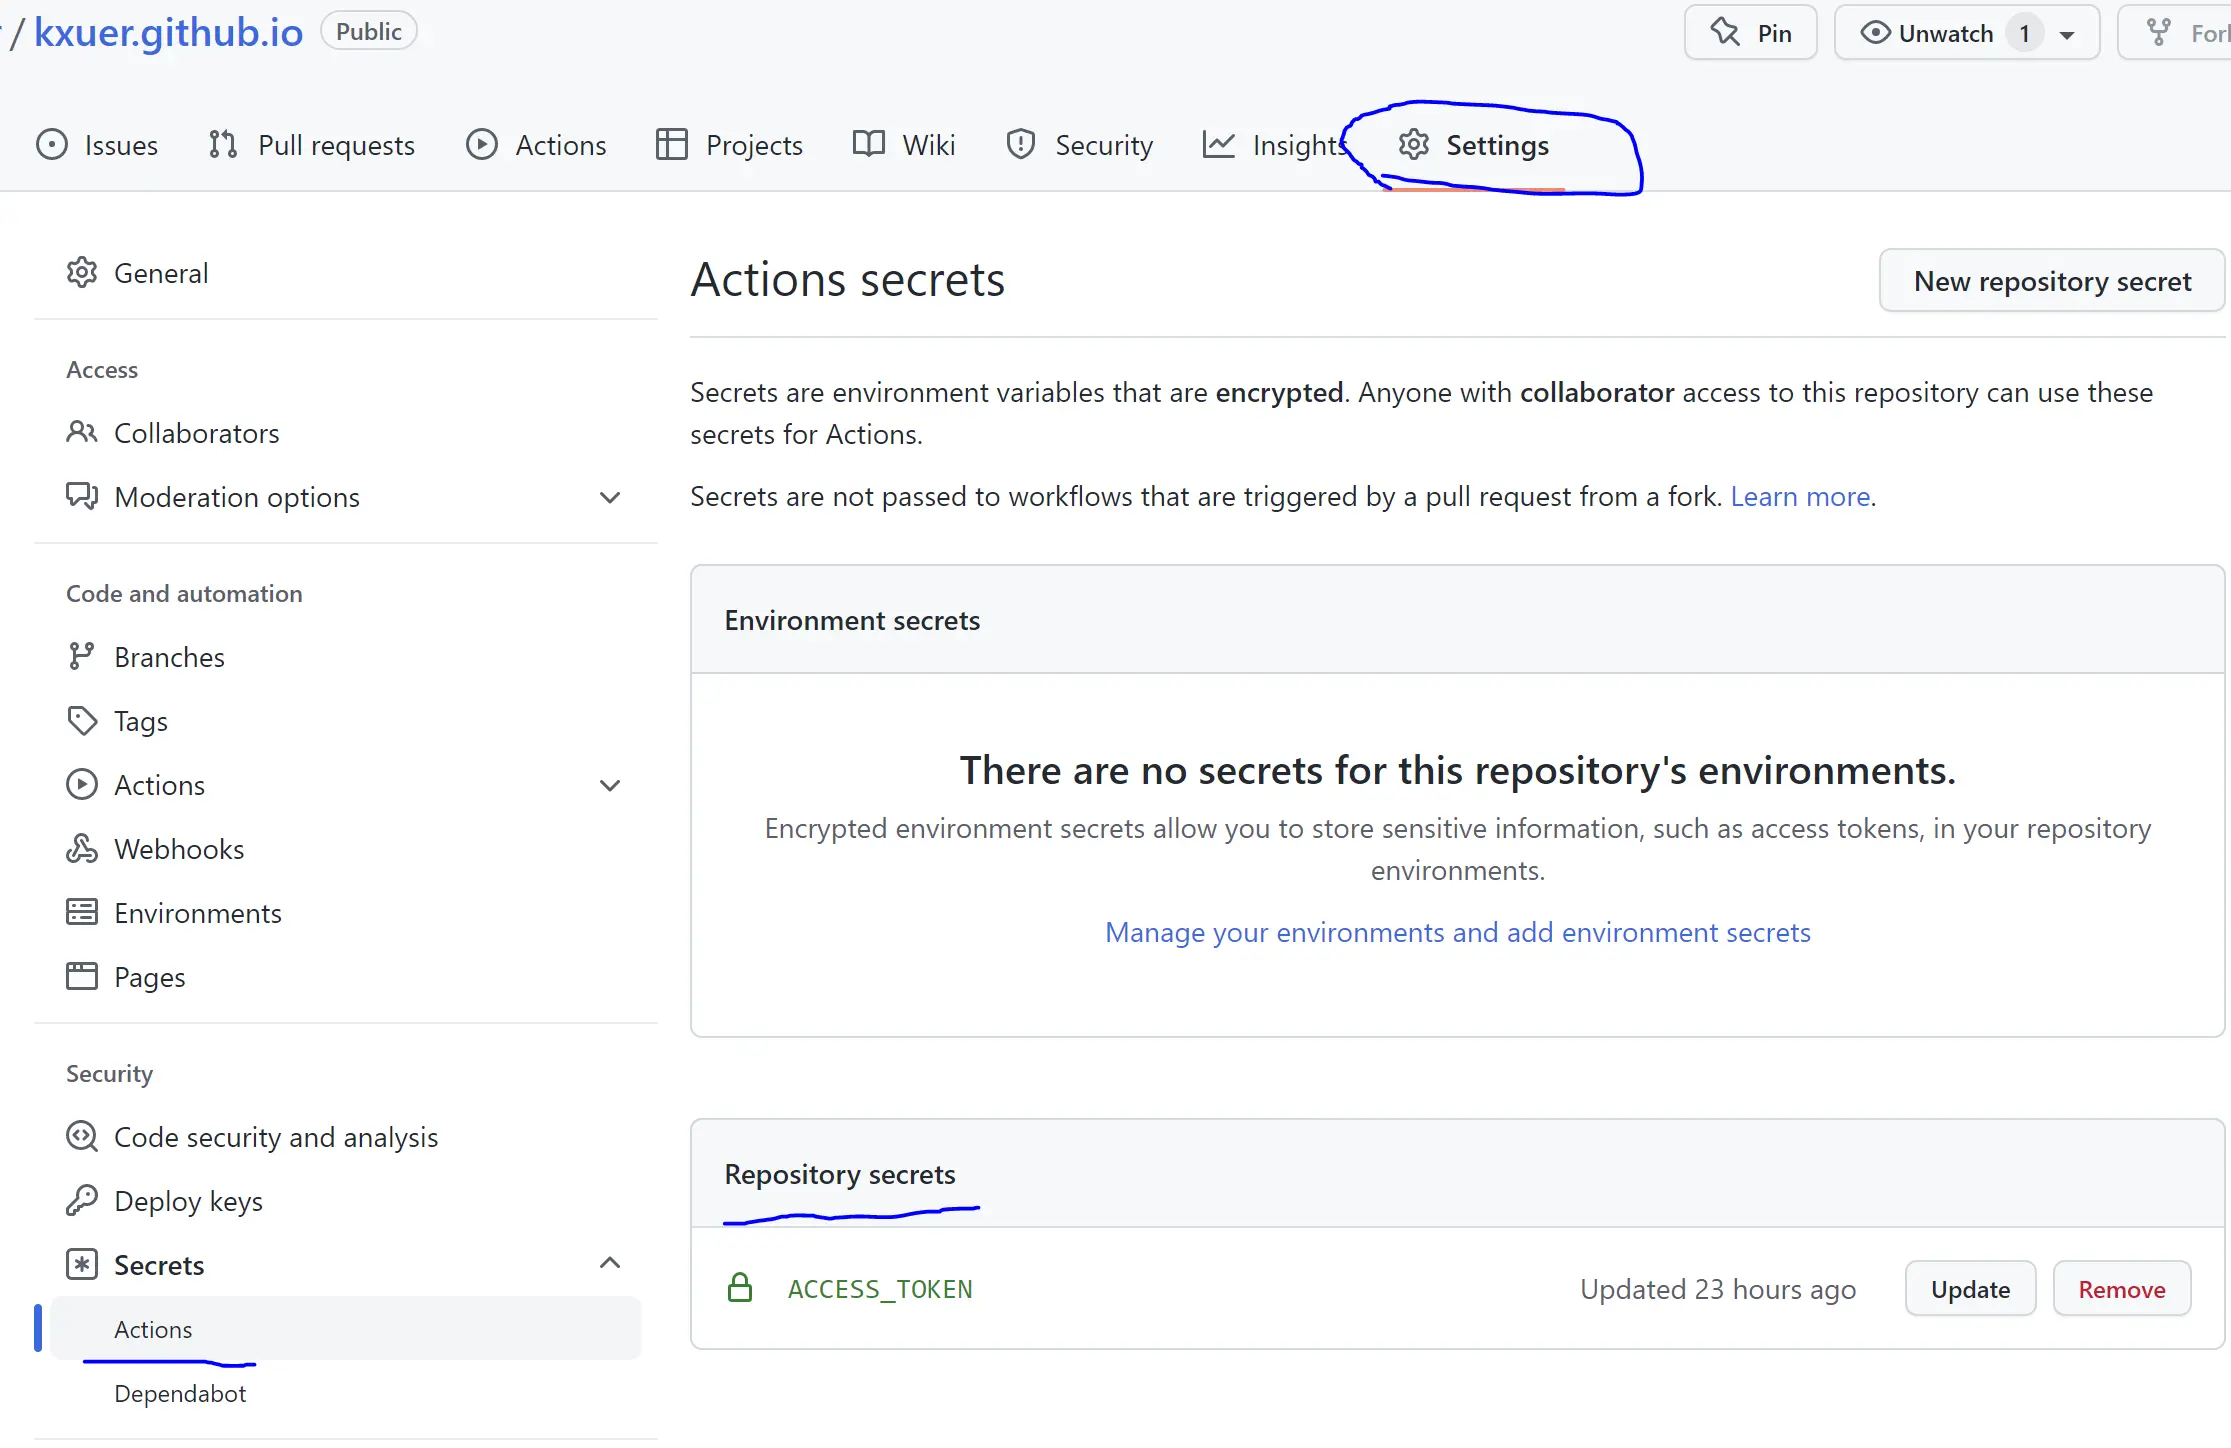 / kxuer.github.io Public
Pin
Unwatch 1
Issues
Pull requests
Actions
Projects
Wiki
Security
Insights
Settings
General
Access
Collaborators
Moderation options
Code and automation
Branches
Tags
Actions
Webhooks
Environments
Pages
Security
Code security and analysis
Deploy keys
Secrets
Actions
Dependabot
Actions secrets
New repository secret
Secrets are environment variables that are encrypted. Anyone with collaborator access to this repository can use these
secrets for Actions.
Secrets are not passed to workflows that are triggered by a pull request from a fork. Learn more.
Environment secrets
There are no secrets for this repository's environments.
Encrypted environment secrets allow you to store sensitive information, such as access tokens, in your repository
environments.
Manage your environments and add environment secrets
Repository secrets
ACCESS_TOKEN
Updated 23 hours ago
Update
Remove